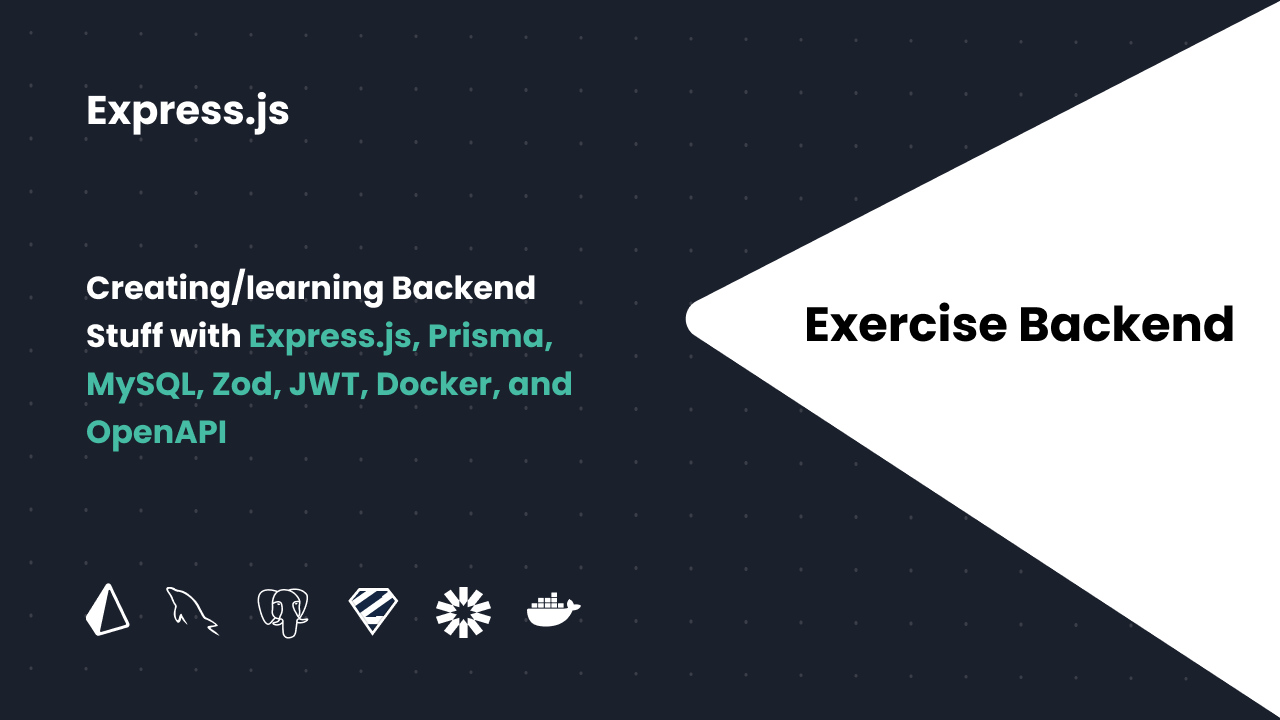 Express.js
Creating/learning Backend
Stuff with Express.js, Prisma,
MySQL, Zod, JWT, Docker, and
OpenAPI
Exercise Backend